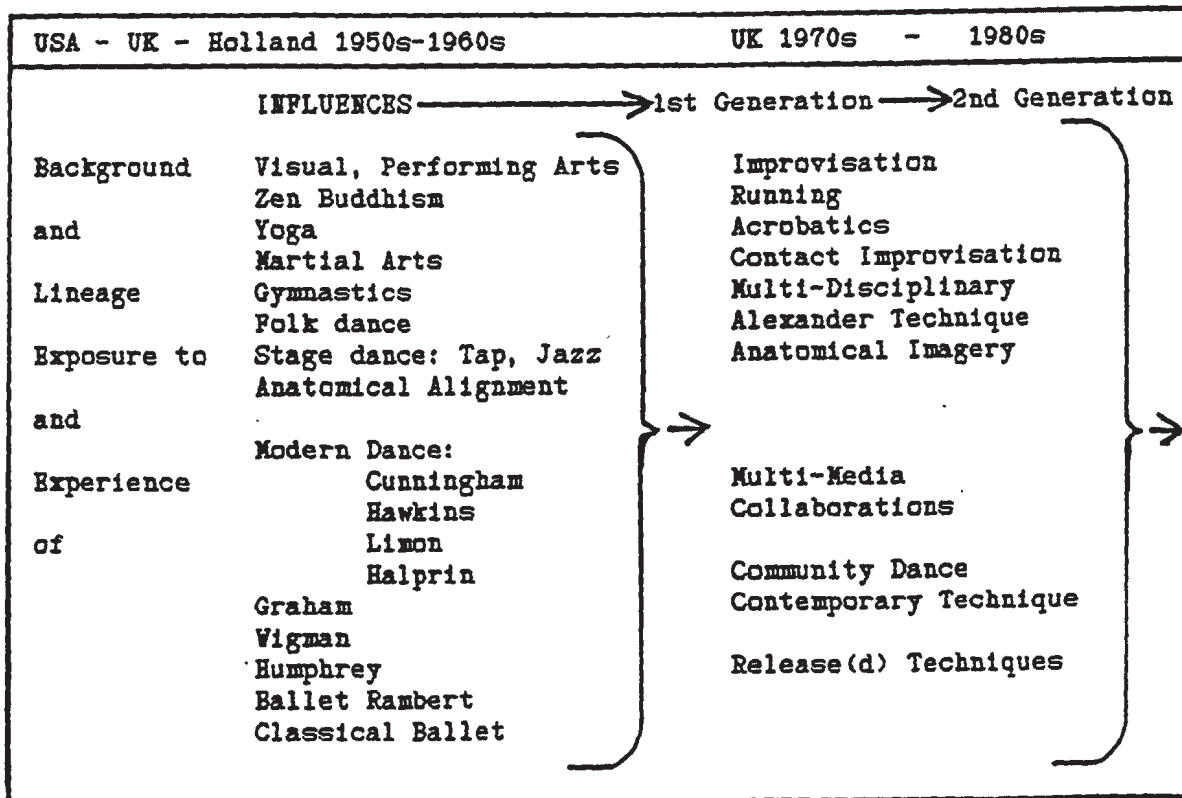 USA - UK - Holland 1950s-1960s UK 1970s - 1980s
INFLUENCES 1st Generation 2nd Generation
Background Visual, Performing Arts Improvisation
Zen Buddhism Running
and Yoga Acrobatics
Martial Arts Contact Improvisation
Lineage Gymnastics Multi-Disciplinary
Folk dance Alexander Technique
Exposure to Stage dance: Tap, Jazz Anatomical Imagery
Anatomical Alignment
and
Modern Dance:
Experience Cunningham Multi-Media
Hawkins Collaborations
of Limon
Halprin Community Dance
Graham Contemporary Technique
Wigman
Humphrey Release(d) Techniques
Ballet Rambert
Classical Ballet